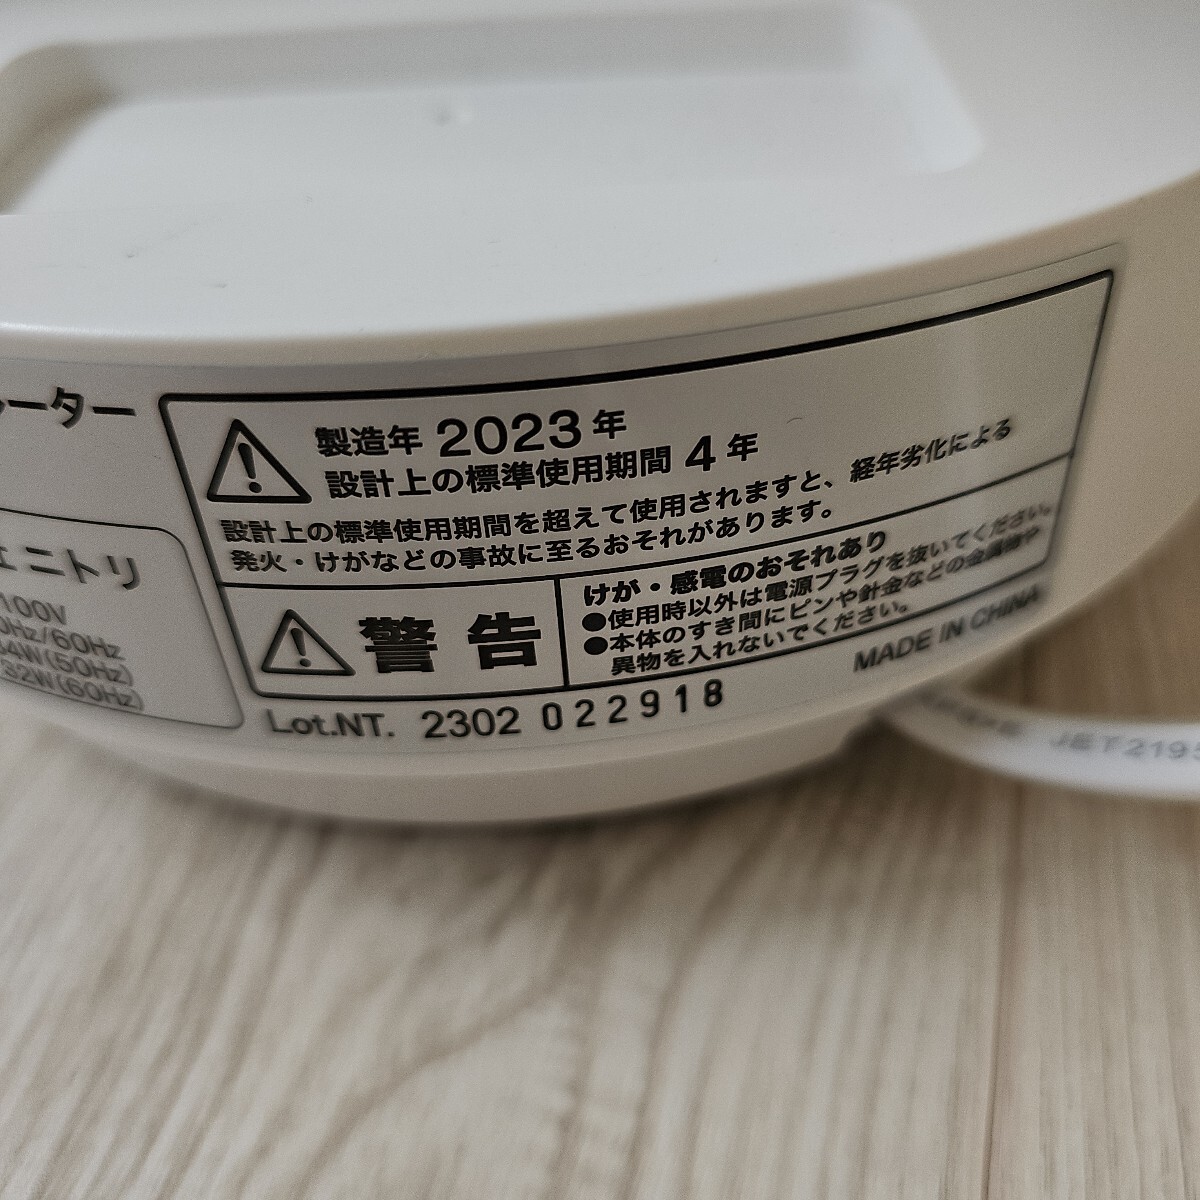 レーター
ニトリ
100V
0Hz/60Hz
34W(50Hz)
32W(60Hz)
製造年 2023年
設計上の標準使用期間 4年
設計上の標準使用期間を超えて使用されますと、経年劣化による
発火・けがなどの事故に至るおそれがあります。
警告
けが・感電のおそれあり
●使用時以外は電源プラグを抜いてください。
●本体のすき間にピンや針金などの金属物や
異物を入れないでください。
Lot.NT. 2302 022918
MADE IN CHINA
JET2195